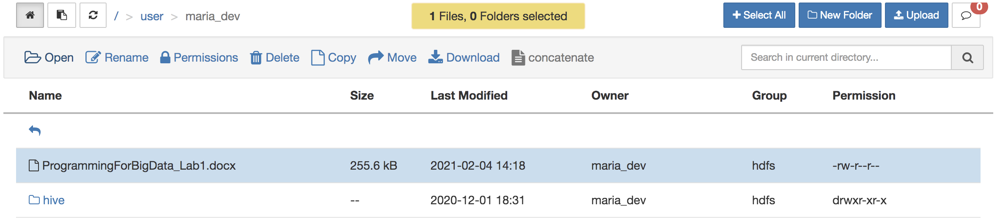 / > user > maria_dev 1 Files, 0 Folders selected Select All New Folder Upload 0
Open Rename Permissions Delete Copy Move Download concatenate Search in current directory...
Name Size Last Modified Owner Group Permission
ProgrammingForBigData_Lab1.docx 255.6 kB 2021-02-04 14:18 maria_dev hdfs -rw-r--r--
hive -- 2020-12-01 18:31 maria_dev hdfs drwxr-xr-x